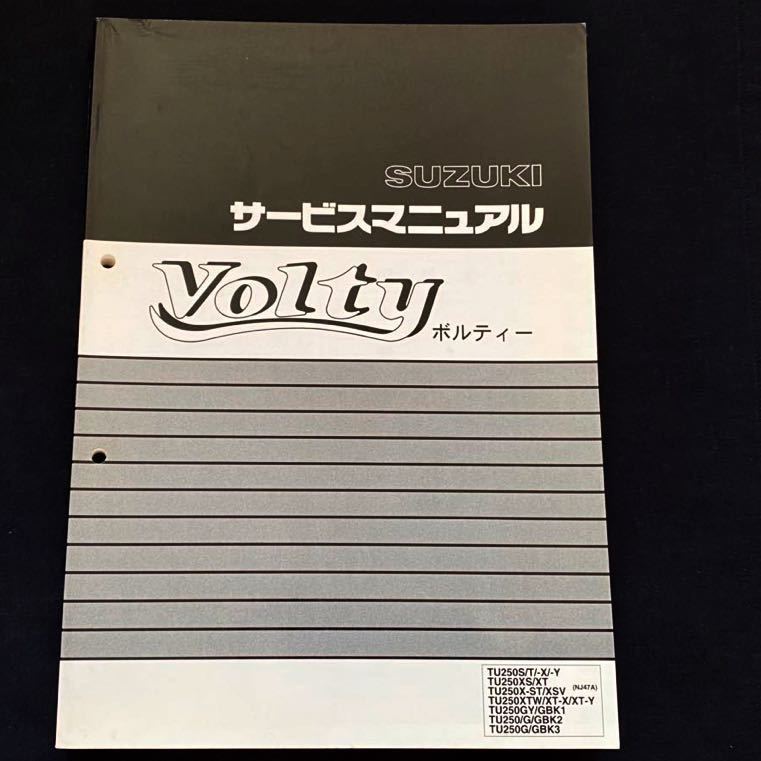 SUZUKI
サービスマニュアル
Volty
ボルティー
TU250S/T/-X/-Y
TU250XS/XT
TU250X-ST/XSV (NJ47A)
TU250XTW/XT-X/XT-Y
TU250GY/GBK1
TU250/G/GBK2
TU250G/GBK3